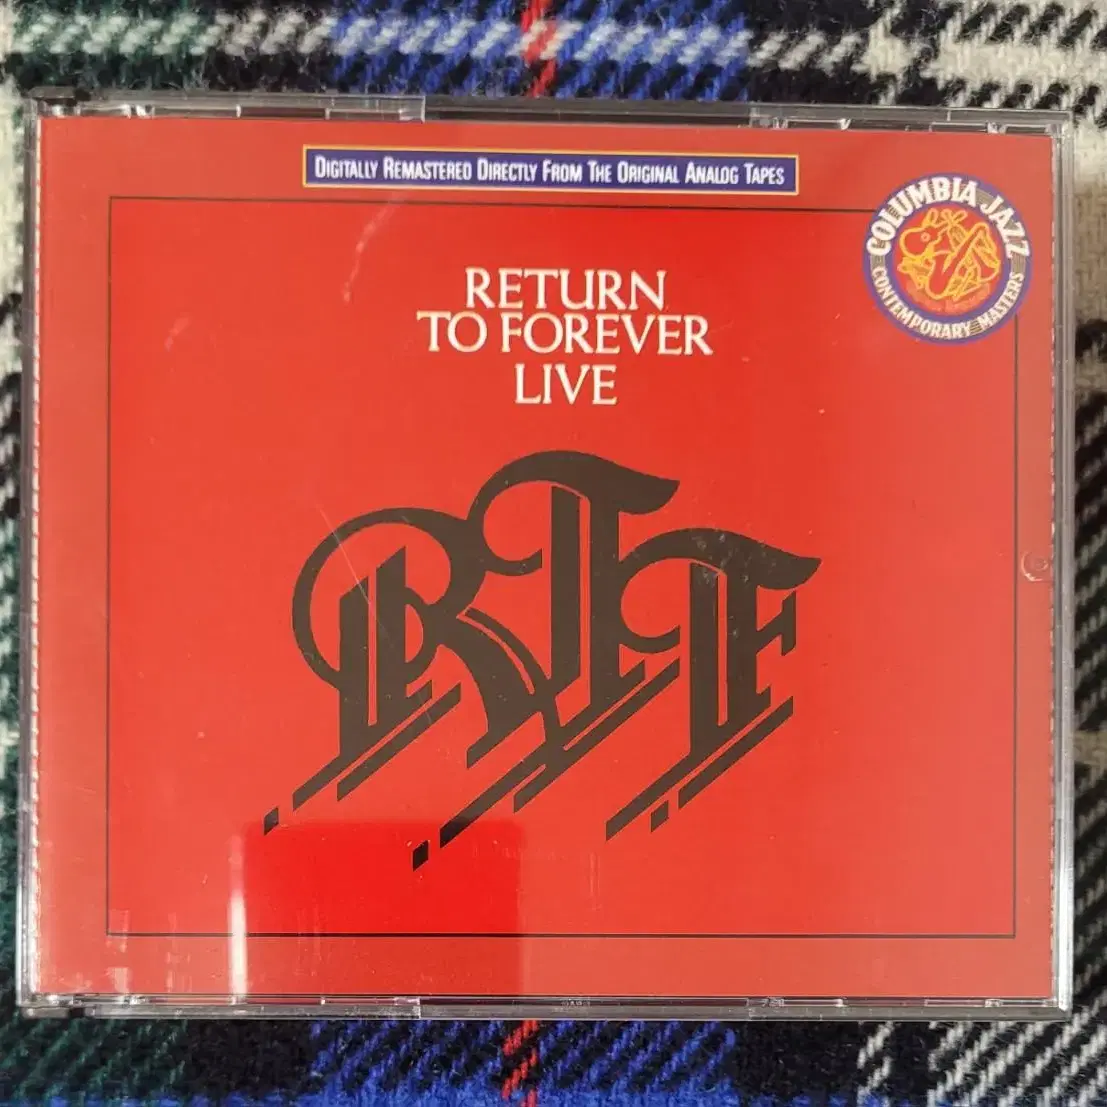 DIGITALLY REMASTERED DIRECTLY FROM THE ORIGINAL ANALOG TAPES
COLUMBIA JAZZ
CONTEMPORARY MASTERS
RETURN
TO FOREVER
LIVE
RTF